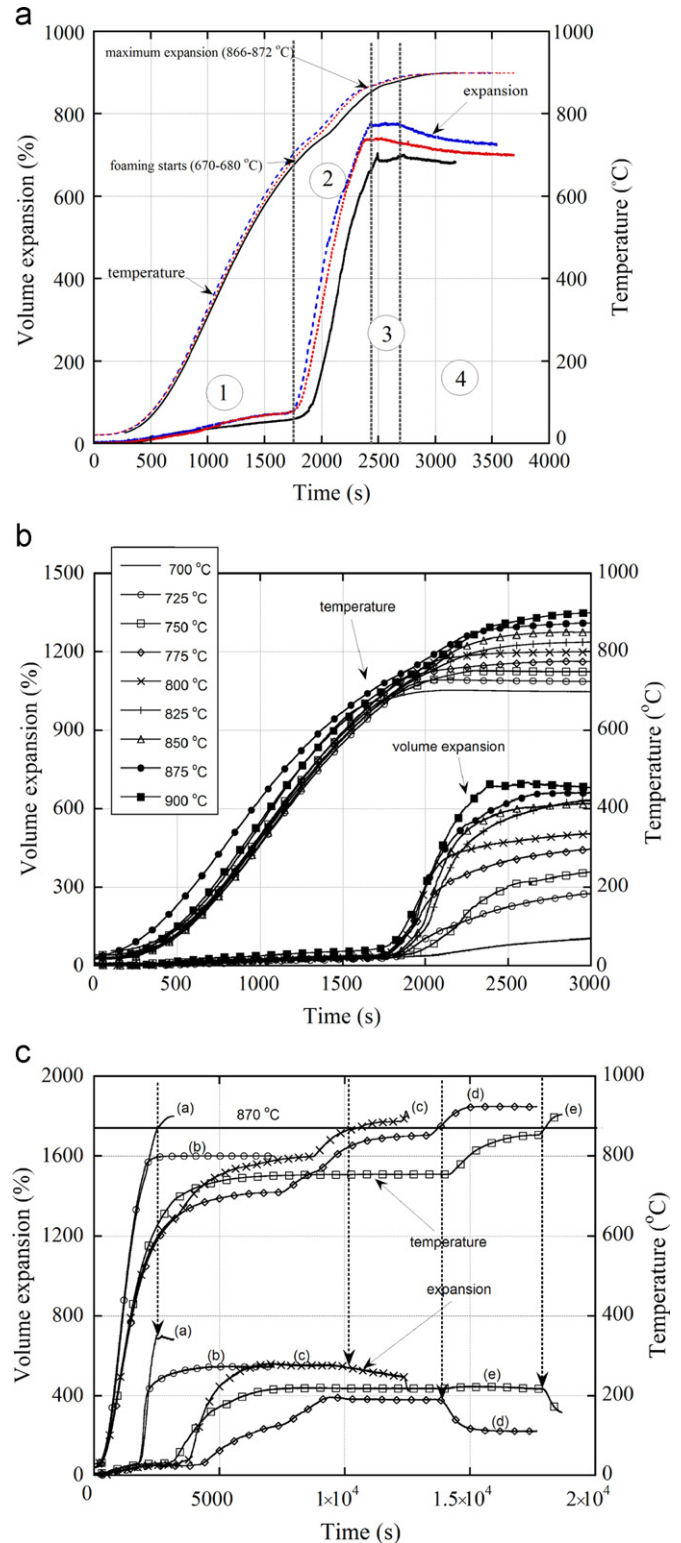 a
1000
800
600
400
200
0
Volume expansion (%)
maximum expansion (866-872 °C)
expansion
foaming starts (670-680 °C)
temperature
1
2
3
4
1000
800
600
400
200
0
Temperature (°C)
0 500 1000 1500 2000 2500 3000 3500 4000
Time (s)
b
1500
1200
900
600
300
0
Volume expansion (%)
700 °C
725 °C
750 °C
775 °C
800 °C
825 °C
850 °C
875 °C
900 °C
temperature
volume expansion
1000
800
600
400
200
0
Temperature (°C)
0 500 1000 1500 2000 2500 3000
Time (s)
c
2000
1600
1200
800
400
0
Volume expansion (%)
(a)
870 °C
(b)
(c)
(d)
(e)
temperature
expansion
(a)
(b)
(c)
(e)
(d)
1000
800
600
400
200
0
Temperature (°C)
0 5000 1×10⁴ 1.5×10⁴ 2×10⁴
Time (s)